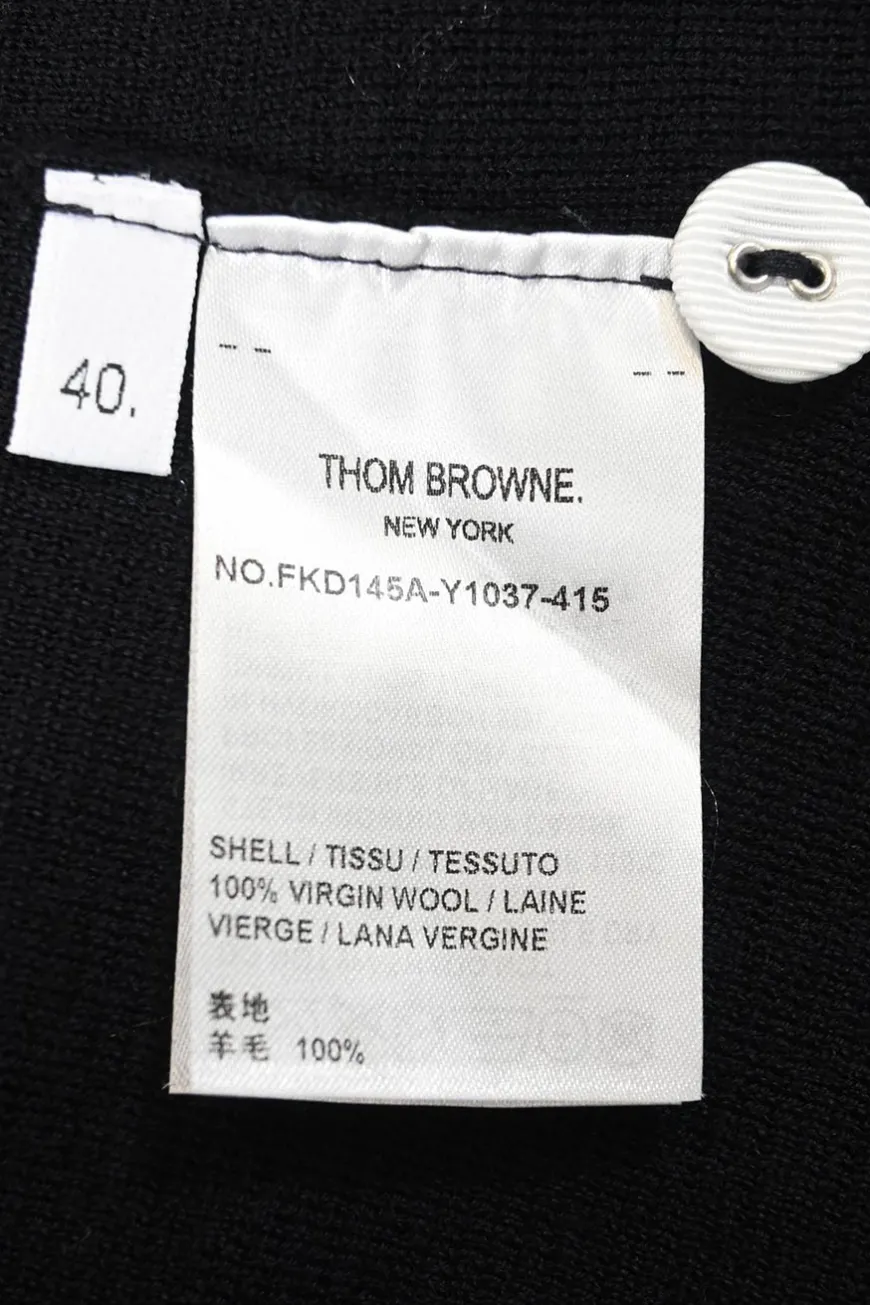 40.
THOM BROWNE.
NEW YORK
NO.FKD145A-Y1037-415
SHELL / TISSU / TESSUTO
100% VIRGIN WOOL / LAINE
VIERGE / LANA VERGINE
表地
羊毛 100%